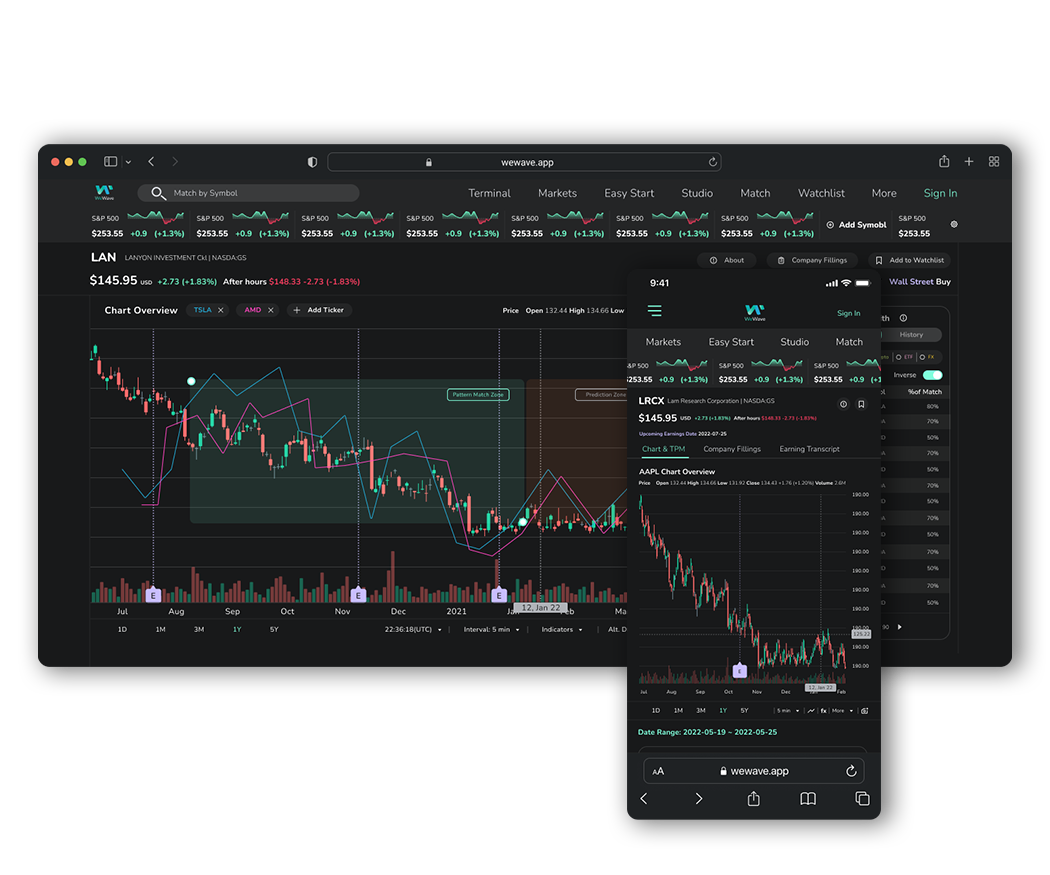 wewave.app
WeWave
Match by Symbol
Terminal Markets Easy Start Studio Match Watchlist More Sign In
S&P 500 S&P 500 S&P 500 S&P 500 S&P 500 S&P 500 S&P 500 S&P 500
$253.55 +0.9 (+1.3%) $253.55 +0.9 (+1.3%) $253.55 +0.9 (+1.3%) $253.55 +0.9 (+1.3%) $253.55 +0.9 (+1.3%) $253.55 +0.9 (+1.3%) $253.55 +0.9 (+1.3%) Add Symobl $253.55
LAN LANYON INVESTMENT Ckl | NASDA:GS
About Company Fillings Add to Watchlist
$145.95 USD +2.73 (+1.83%) After hours $148.33 -2.73 (-1.83%)
Wall Street Buy
Chart Overview TSLA AMD Add Ticker
Price Open 132.44 High 134.66 Low
Pattern Match Zone
Prediction Zone
E E E
12, Jan 22
Jul Aug Sep Oct Nov Dec 2021
1D 1M 3M 1Y 5Y
22:36:18(UTC) Interval: 5 min Indicators Alt. D
History
ETF FX
Inverse
%of Match
80%
70%
50%
70%
50%
70%
50%
70%
50%
70%
50%
70%
50%
90
9:41
WeWave
Sign In
Markets Easy Start Studio Match
&P 500 S&P 500 S&P 500
$253.55 +0.9 (+1.3%) $253.55 +0.9 (+1.3%) $253.55 +0.9 (+1
LRCX Lam Research Corporation | NASDA:GS
$145.95 USD +2.73 (+1.83%) After hours $148.33 -2.73 (-1.83%)
Upcoming Earnings Date 2022-07-25
Chart & TPM Company Fillings Earning Transcript
AAPL Chart Overview
Price Open 132.44 High 134.66 Low 131.92 Close 134.43 +1.76 (+1.20%) Volume 2.6M
190.00
190.00
190.00
190.00
190.00
190.00
190.00
190.00
125.22
190.00
190.00
E
12, Jan 22
Jul Aug Sep Oct Nov Dec Feb
1D 1M 3M 1Y 5Y 5 min fx More
Date Range: 2022-05-19 ~ 2022-05-25
AA wewave.app